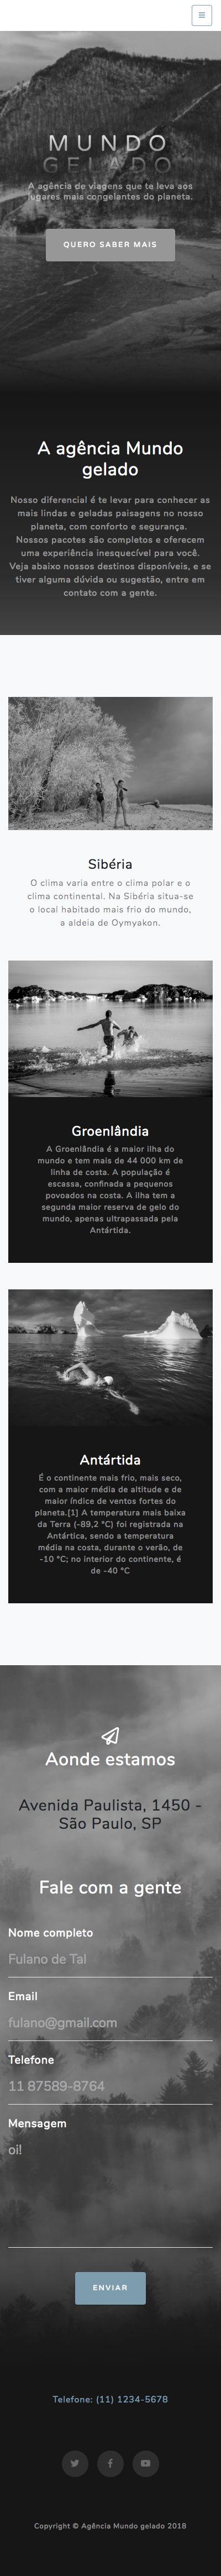 MUNDO
GELADO
A agência de viagens que te leva aos
lugares mais congelantes do planeta.
QUERO SABER MAIS
A agência Mundo
gelado
Nosso diferencial é te levar para conhecer as
mais lindas e geladas paisagens no nosso
planeta, com conforto e segurança.
Nossos pacotes são completos e oferecem
uma experiência inesquecível para você.
Veja abaixo nossos destinos disponíveis, e se
tiver alguma dúvida ou sugestão, entre em
contato com a gente.
Sibéria
O clima varia entre o clima polar e o
clima continental. Na Sibéria situa-se
o local habitado mais frio do mundo,
a aldeia de Oymyakon.
Groenlândia
A Groenlândia é a maior ilha do
mundo e tem mais de 44 000 km de
linha de costa. A população é
escassa, confinada a pequenos
povoados na costa. A ilha tem a
segunda maior reserva de gelo do
mundo, apenas ultrapassada pela
Antártida.
Antártida
É o continente mais frio, mais seco,
com a maior média de altitude e de
maior índice de ventos fortes do
planeta.[1] A temperatura mais baixa
da Terra (-89,2 °C) foi registrada na
Antártica, sendo a temperatura
média na costa, durante o verão, de
-10 °C; no interior do continente, é
de -40 °C
Aonde estamos
Avenida Paulista, 1450 -
São Paulo, SP
Fale com a gente
Nome completo
Fulano de Tal
Email
fulano@gmail.com
Telefone
11 87589-8764
Mensagem
oi!
ENVIAR
Telefone: (11) 1234-5678
Copyright © Agência Mundo gelado 2018